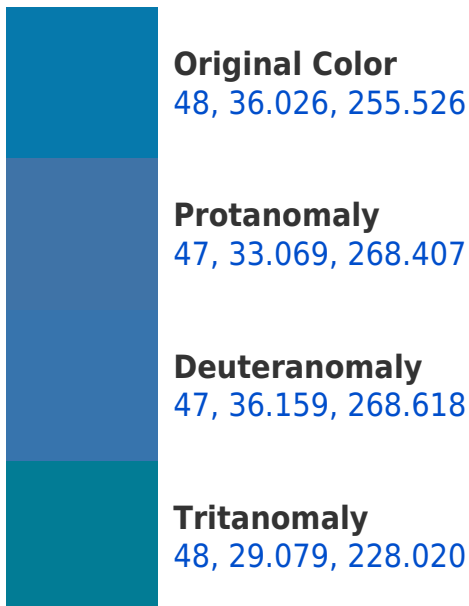 Original Color
48, 36.026, 255.526
Protanomaly
47, 33.069, 268.407
Deuteranomaly
47, 36.159, 268.618
Tritanomaly
48, 29.079, 228.020